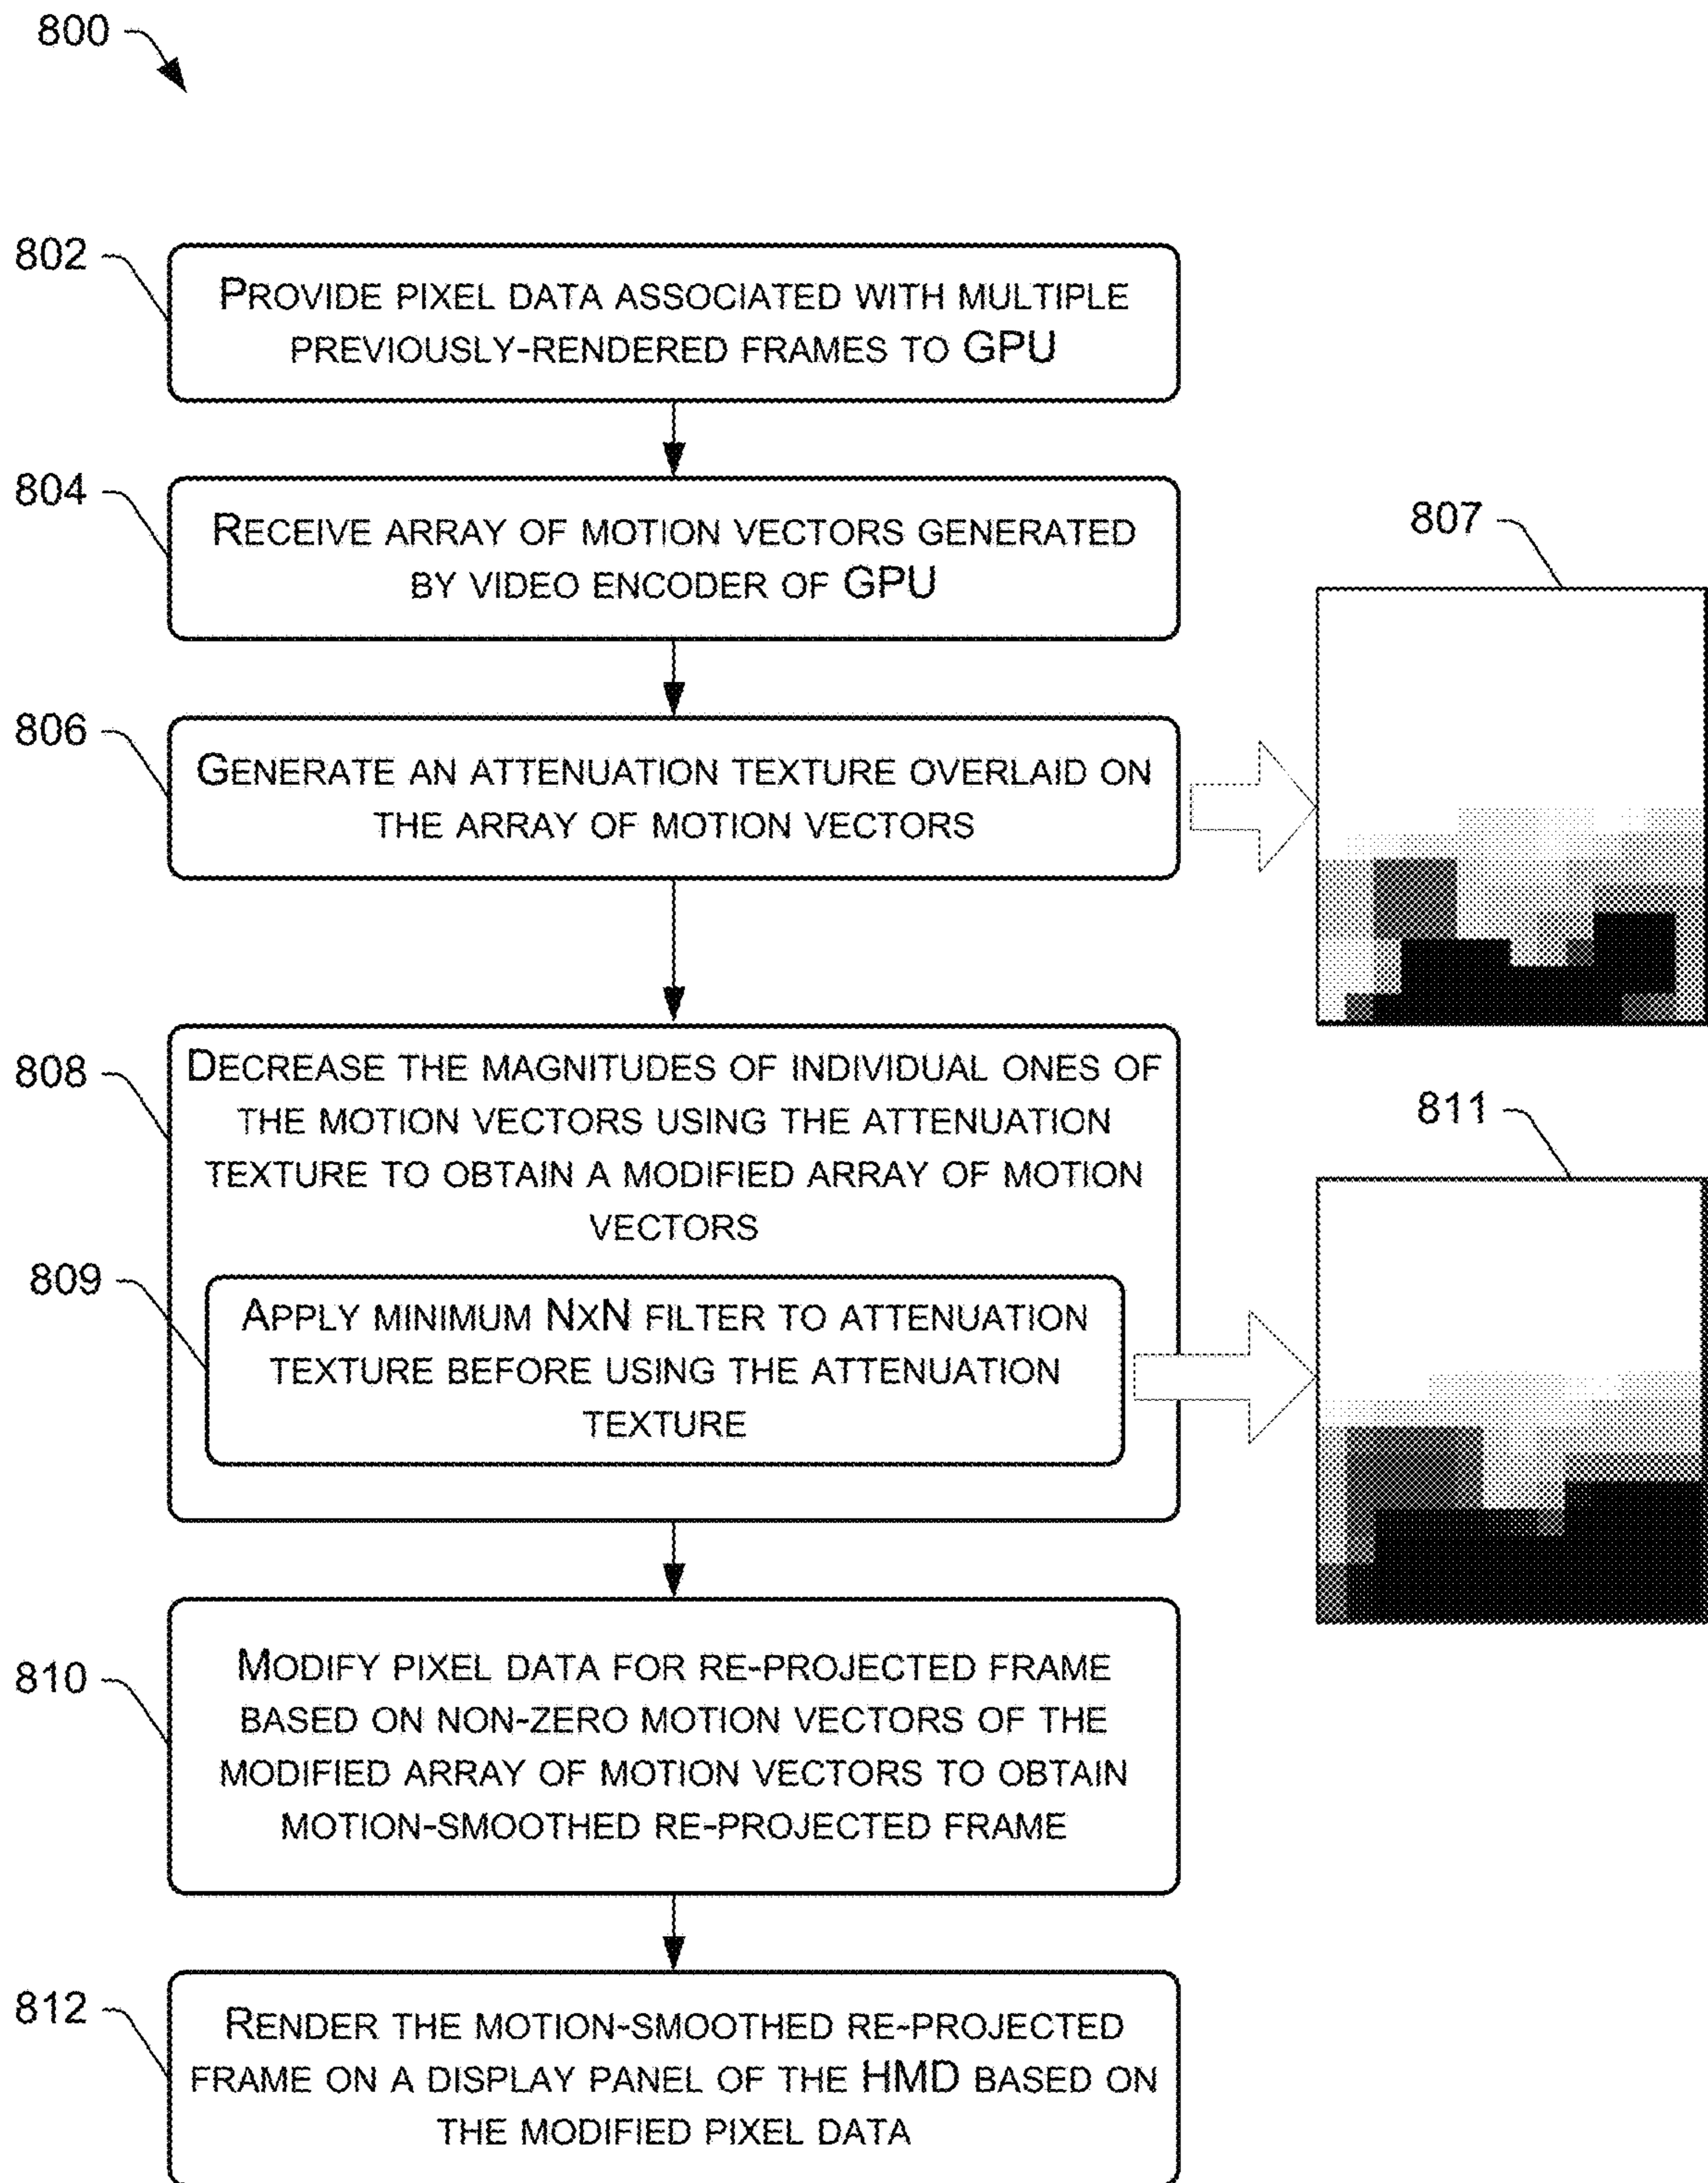 800
802
PROVIDE PIXEL DATA ASSOCIATED WITH MULTIPLE
PREVIOUSLY-RENDERED FRAMES TO GPU
804
RECEIVE ARRAY OF MOTION VECTORS GENERATED
BY VIDEO ENCODER OF GPU
807
806
GENERATE AN ATTENUATION TEXTURE OVERLAID ON
THE ARRAY OF MOTION VECTORS
808
DECREASE THE MAGNITUDES OF INDIVIDUAL ONES OF
THE MOTION VECTORS USING THE ATTENUATION
TEXTURE TO OBTAIN A MODIFIED ARRAY OF MOTION
VECTORS
811
809
APPLY MINIMUM NXN FILTER TO ATTENUATION
TEXTURE BEFORE USING THE ATTENUATION
TEXTURE
810
MODIFY PIXEL DATA FOR RE-PROJECTED FRAME
BASED ON NON-ZERO MOTION VECTORS OF THE
MODIFIED ARRAY OF MOTION VECTORS TO OBTAIN
MOTION-SMOOTHED RE-PROJECTED FRAME
812
RENDER THE MOTION-SMOOTHED RE-PROJECTED
FRAME ON A DISPLAY PANEL OF THE HMD BASED ON
THE MODIFIED PIXEL DATA